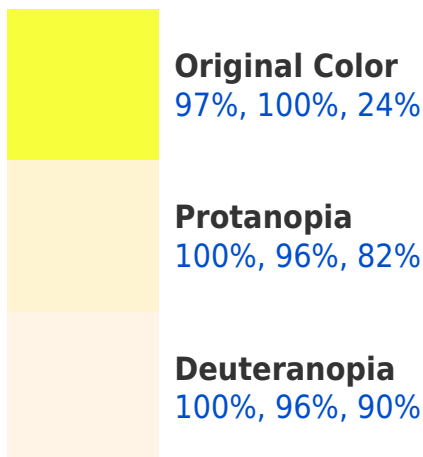 Original Color
97%, 100%, 24%
Protanopia
100%, 96%, 82%
Deuteranopia
100%, 96%, 90%